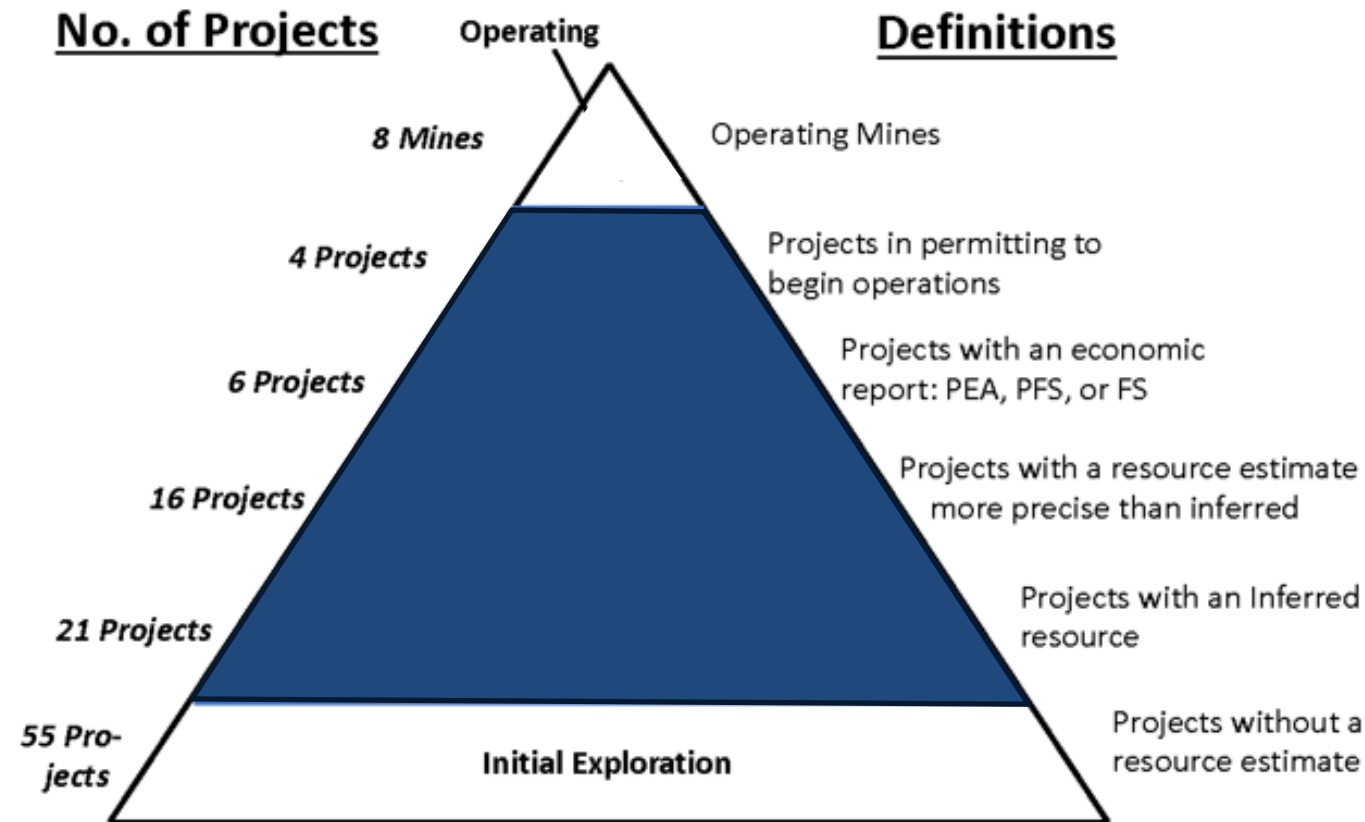 No. of Projects
Operating
Definitions
8 Mines
Operating Mines
4 Projects
Projects in permitting to
begin operations
6 Projects
Projects with an economic
report: PEA, PFS, or FS
16 Projects
Projects with a resource estimate
more precise than inferred
21 Projects
Projects with an Inferred
resource
55 Pro-
jects
Initial Exploration
Projects without a
resource estimate